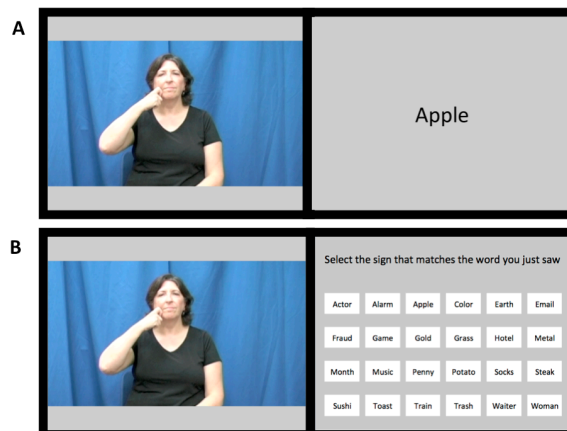 A
Apple
B
Select the sign that matches the word you just saw
Actor Alarm Apple Color Earth Email
Fraud Game Gold Grass Hotel Metal
Month Music Penny Potato Socks Steak
Sushi Toast Train Trash Waiter Woman